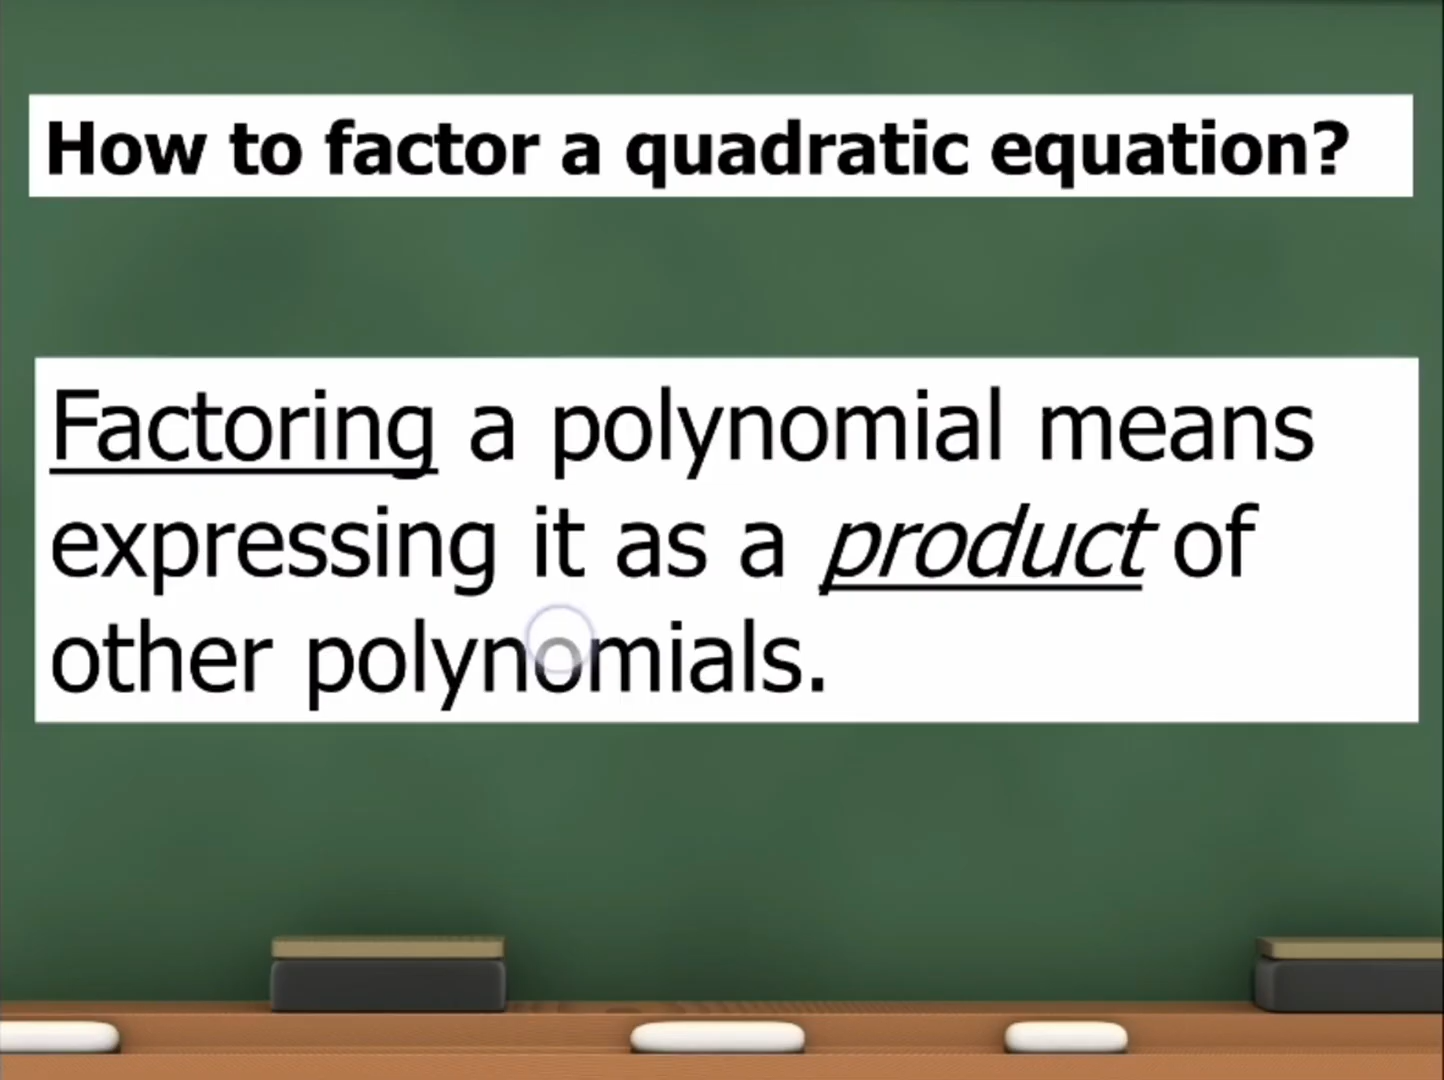 How to factor a quadratic equation?
Factoring a polynomial means
expressing it as a product of
other polynomials.